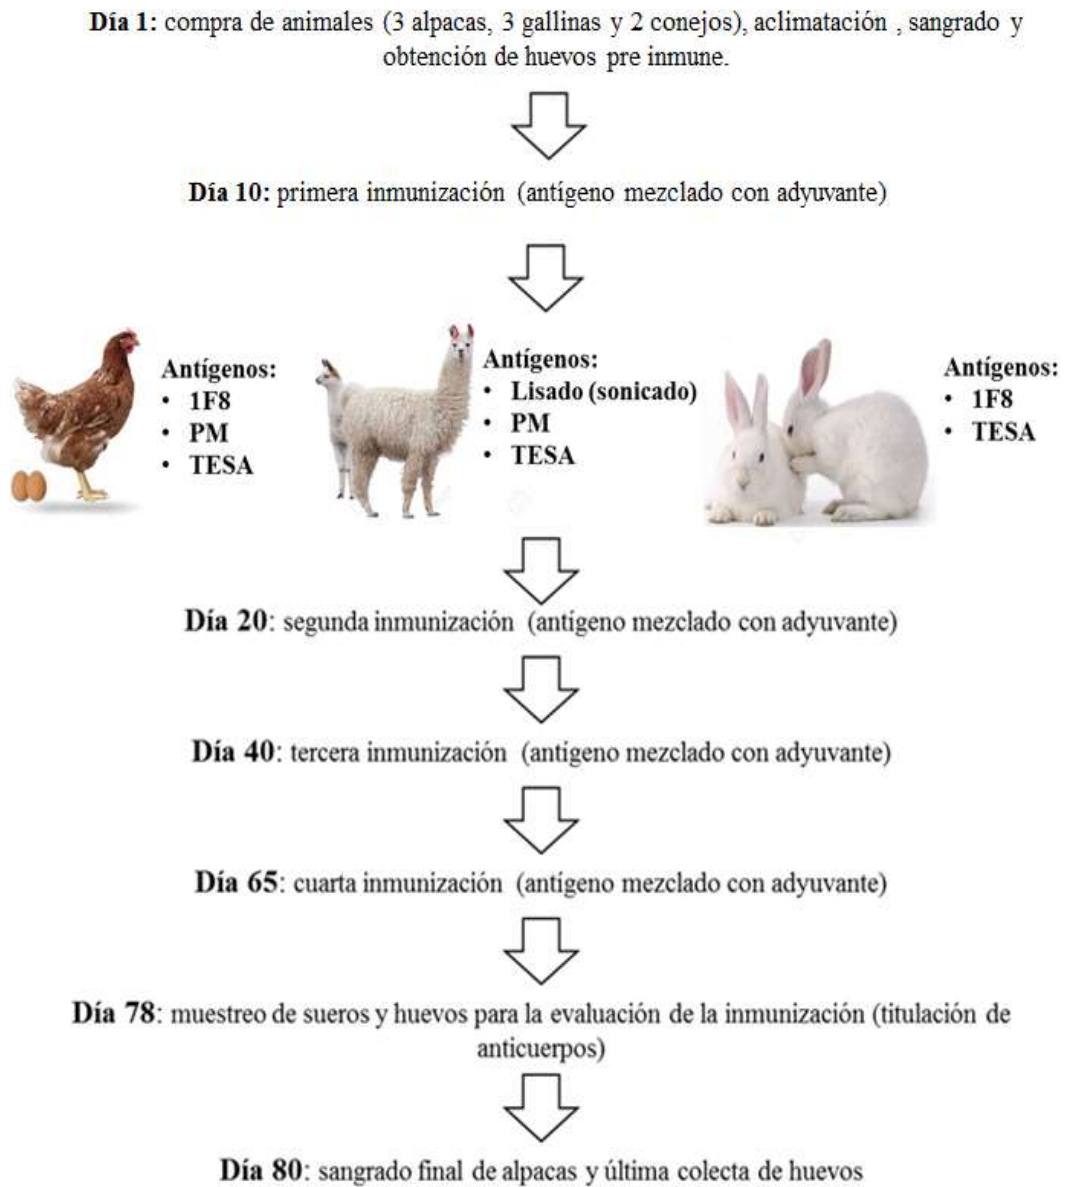 Día 1: compra de animales (3 alpacas, 3 gallinas y 2 conejos), aclimatación , sangrado y
obtención de huevos pre inmune.
Día 10: primera inmunización (antígeno mezclado con adyuvante)
Antígenos:
• 1F8
• PM
• TESA
Antígenos:
• Lisado (sonicado)
• PM
• TESA
Antígenos:
• 1F8
• TESA
Día 20: segunda inmunización (antígeno mezclado con adyuvante)
Día 40: tercera inmunización (antígeno mezclado con adyuvante)
Día 65: cuarta inmunización (antígeno mezclado con adyuvante)
Día 78: muestreo de sueros y huevos para la evaluación de la inmunización (titulación de
anticuerpos)
Día 80: sangrado final de alpacas y última colecta de huevos